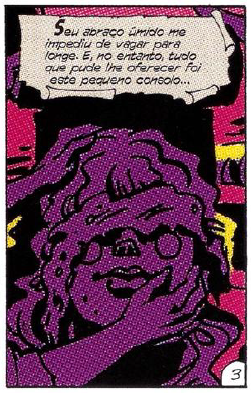 Seu abraço úmido me
impediu de vagar para
longe. E, no entanto, tudo
que pude lhe oferecer foi
este pequeno consolo...
3